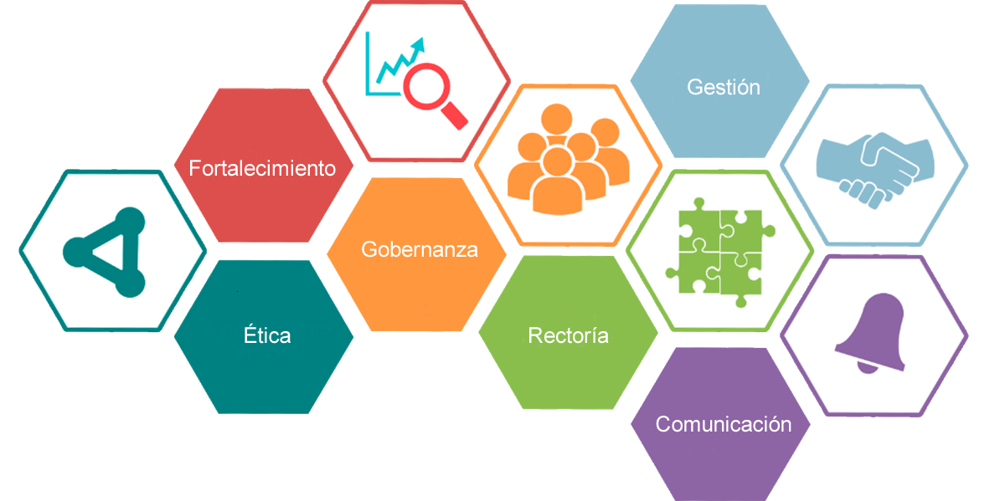 Gestión
Fortalecimiento
Gobernanza
Ética
Rectoría
Comunicación